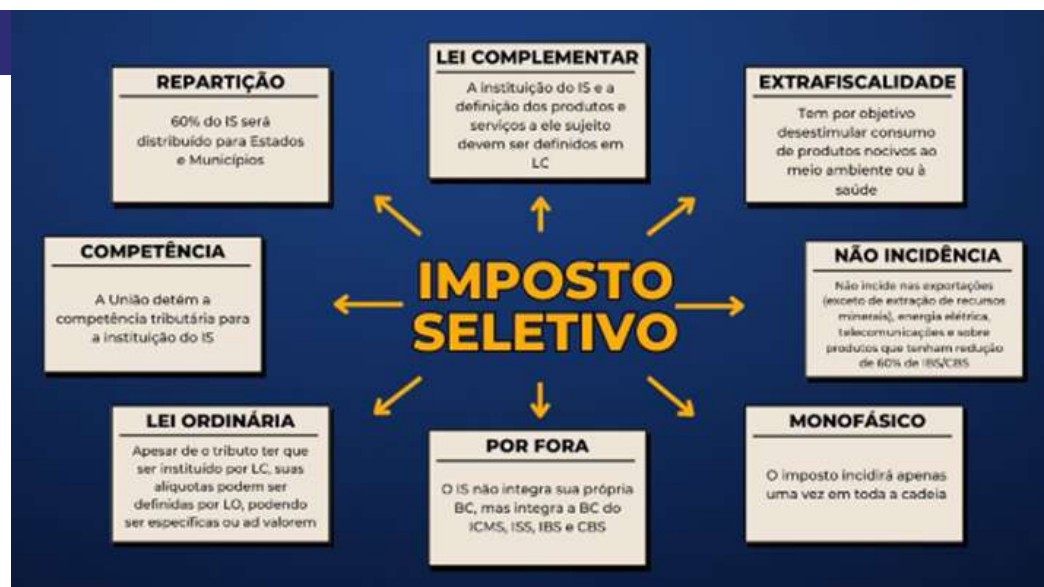 REPARTIÇÃO
60% do IS será
distribuído para Estados
e Municípios
LEI COMPLEMENTAR
A instituição do IS e a
definição dos produtos e
serviços a ele sujeito
devem ser definidos em
LC
EXTRAFISCALIDADE
Tem por objetivo
desestimular consumo
de produtos nocivos ao
meio ambiente ou à
saúde
COMPETÊNCIA
A União detém a
competência tributária para
a instituição do IS
IMPOSTO
SELETIVO
NÃO INCIDÊNCIA
Não incide nas exportações
(exceto de extração de recursos
minerais), energia elétrica,
telecomunicações e sobre
produtos que tenham redução
de 60% de IBS/CBS
LEI ORDINÁRIA
Apesar de o tributo ter que
ser instituído por LC, suas
alíquotas podem ser
definidas por LO, podendo
ser específicas ou ad valorem
POR FORA
O IS não integra sua própria
BC, mas integra a BC do
ICMS, ISS, IBS e CBS
MONOFÁSICO
O imposto incidirá apenas
uma vez em toda a cadeia